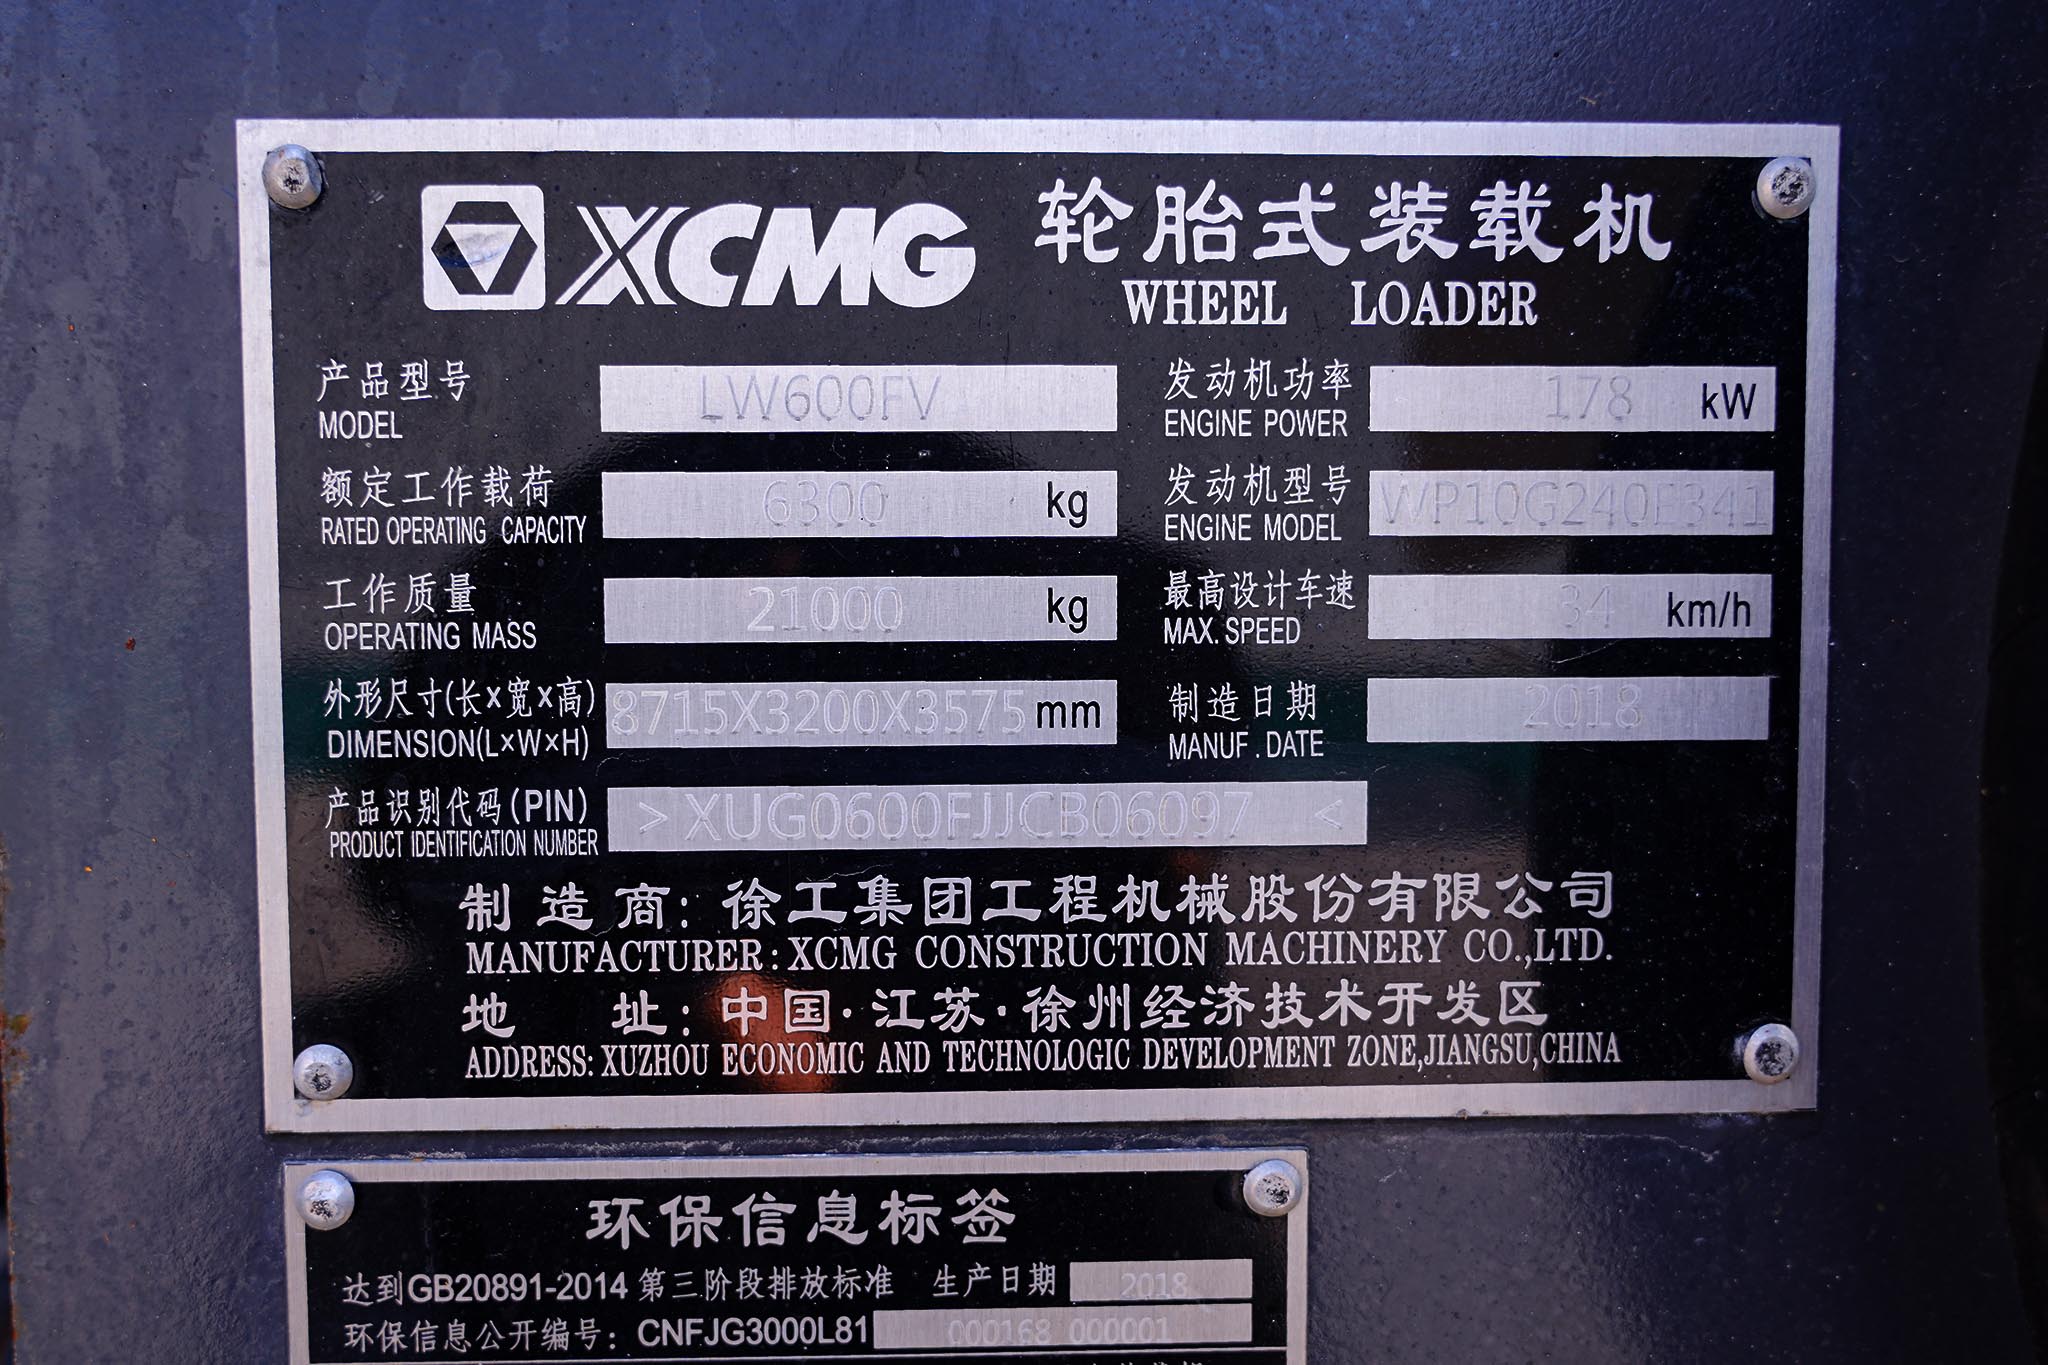 XCMG 轮胎式装载机
WHEEL LOADER
产品型号 LW600FV 发动机功率 178 kW
MODEL ENGINE POWER
额定工作载荷 6300 kg 发动机型号 WP10G240E341
RATED OPERATING CAPACITY ENGINE MODEL
工作质量 21000 kg 最高设计车速 34 km/h
OPERATING MASS MAX. SPEED
外形尺寸(长×宽×高) 8715X3200X3575 mm 制造日期 2018
DIMENSION(L×W×H) MANUF. DATE
产品识别代码(PIN) >XUG0600FJJCB06097 <
PRODUCT IDENTIFICATION NUMBER
制造商: 徐工集团工程机械股份有限公司
MANUFACTURER: XCMG CONSTRUCTION MACHINERY CO.,LTD.
地址: 中国·江苏·徐州经济技术开发区
ADDRESS: XUZHOU ECONOMIC AND TECHNOLOGIC DEVELOPMENT ZONE,JIANGSU,CHINA
环保信息标签
达到GB20891-2014 第三阶段排放标准 生产日期 2018
环保信息公开编号: CNFJG3000L81 000168 000001